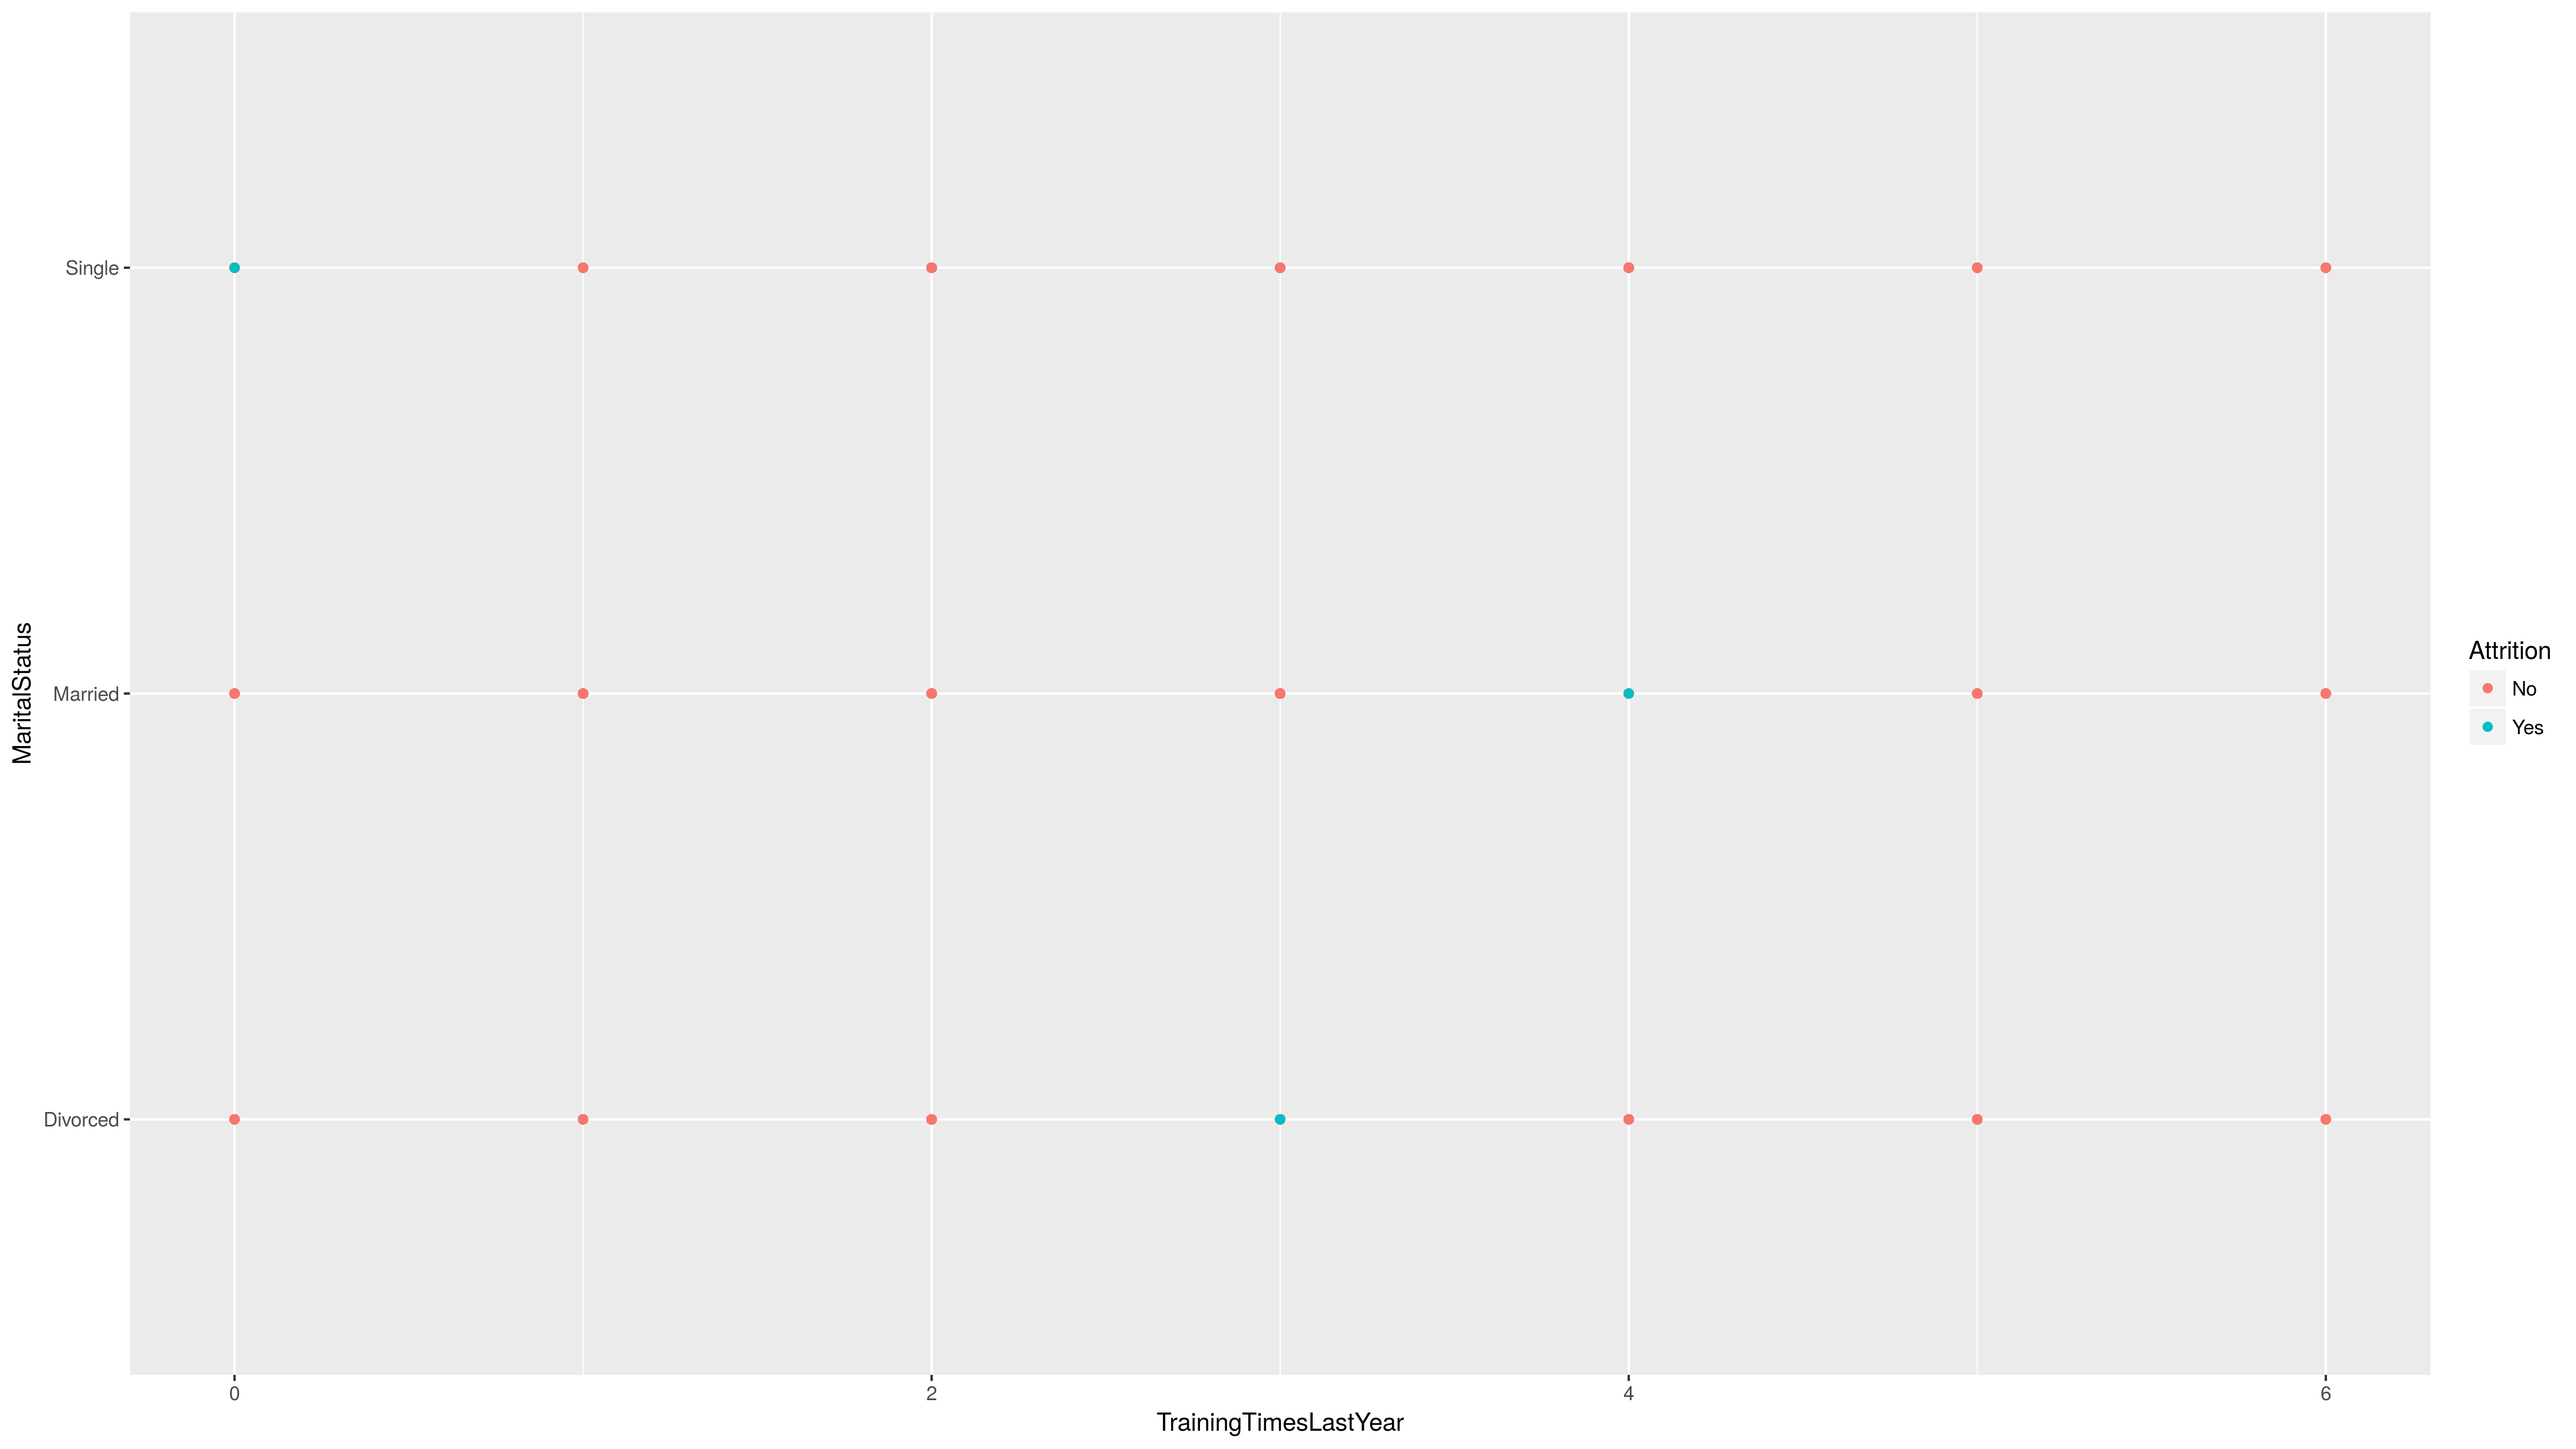 MaritalStatus
Single
Married
Divorced
0
2
4
6
TrainingTimesLastYear
Attrition
No
Yes